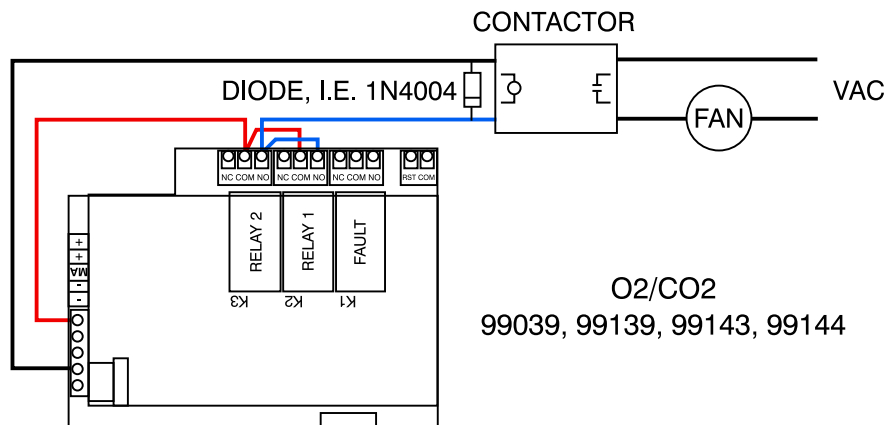 CONTACTOR
DIODE, I.E. 1N4004
VAC
FAN
NC COM NO NC COM NO NC COM NO RST COM
RELAY 2
RELAY 1
FAULT
K3
K2
K1
+
+
MA
-
-
O2/CO2
99039, 99139, 99143, 99144